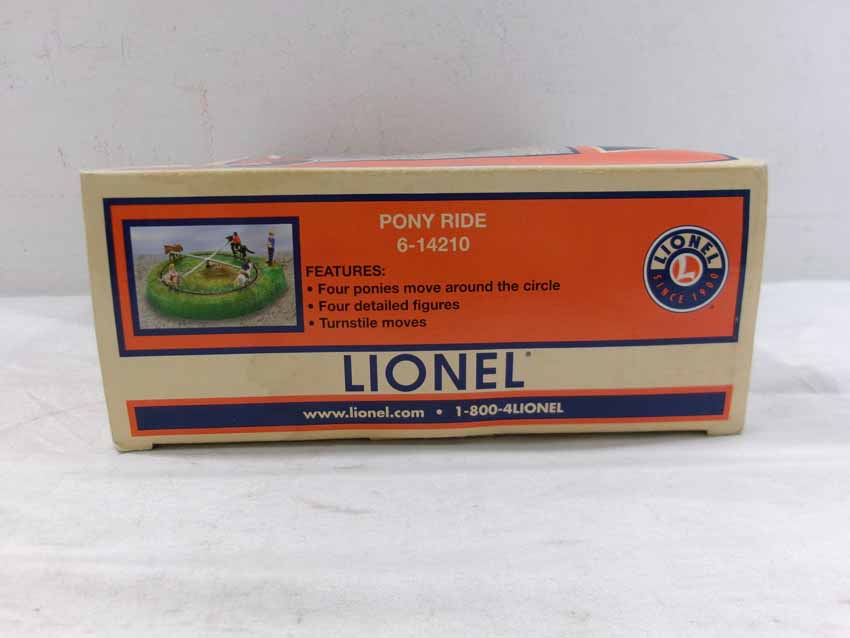 PONY RIDE
6-14210
FEATURES:
• Four ponies move around the circle
• Four detailed figures
• Turnstile moves
LIONEL
L
SINCE 1900
LIONEL
www.lionel.com • 1-800-4LIONEL